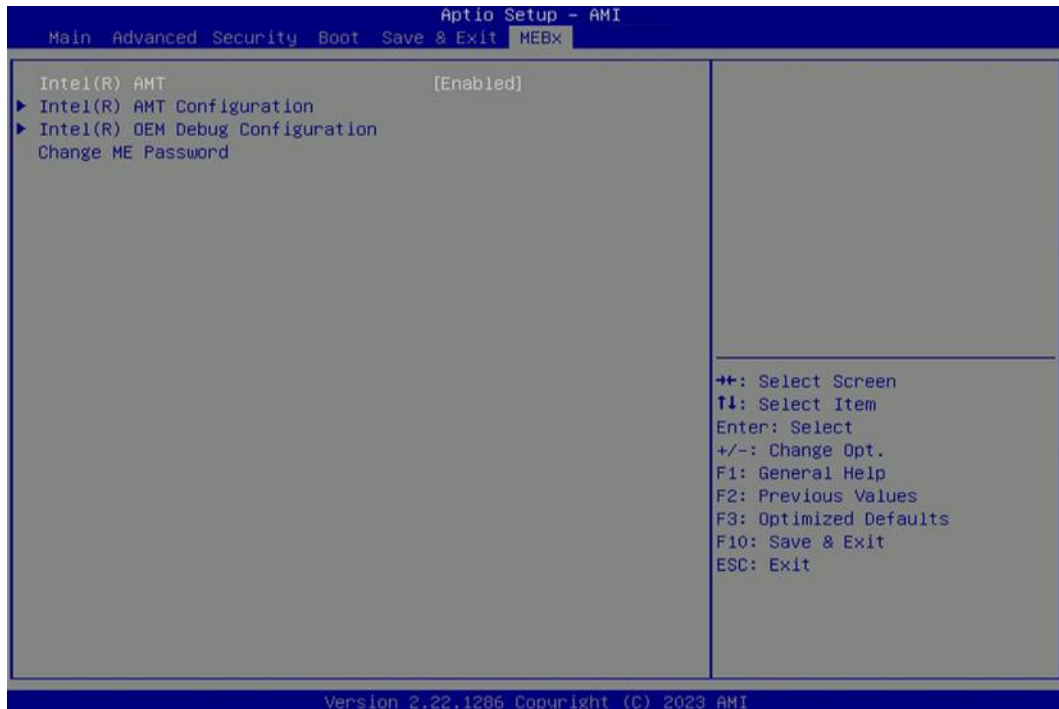 Aptio Setup - AMI
Main Advanced Security Boot Save & Exit MEBx
Intel(R) AMT [Enabled]
▶ Intel(R) AMT Configuration
▶ Intel(R) OEM Debug Configuration
Change ME Password
→←: Select Screen
↑↓: Select Item
Enter: Select
+/-: Change Opt.
F1: General Help
F2: Previous Values
F3: Optimized Defaults
F10: Save & Exit
ESC: Exit
Version 2.22.1286 Copyright (C) 2023 AMI